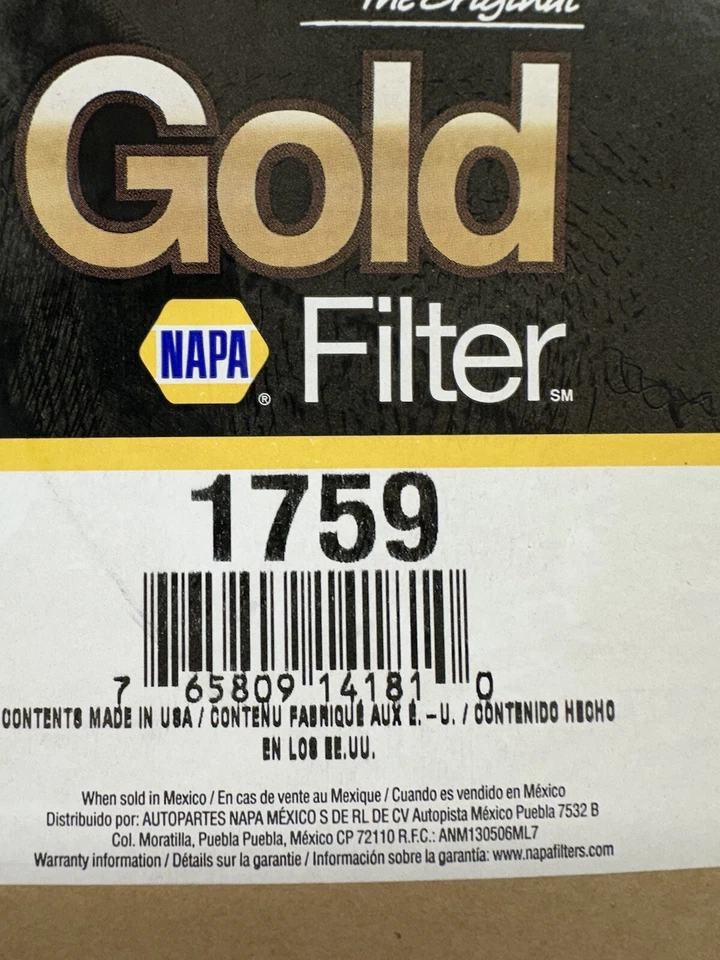 The Original
Gold
NAPA ® Filter SM
1759
7 65809 14181 0
CONTENTS MADE IN USA / CONTENU FABRIQUÉ AUX É.-U. / CONTENIDO HECHO
EN LOS EE.UU.
When sold in Mexico / En cas de vente au Mexique / Cuando es vendido en México
Distribuido por: AUTOPARTES NAPA MÉXICO S DE RL DE CV Autopista México Puebla 7532 B
Col. Moratilla, Puebla Puebla, México CP 72110 R.F.C.: ANM130506ML7
Warranty information / Détails sur la garantie / Información sobre la garantía: www.napafilters.com